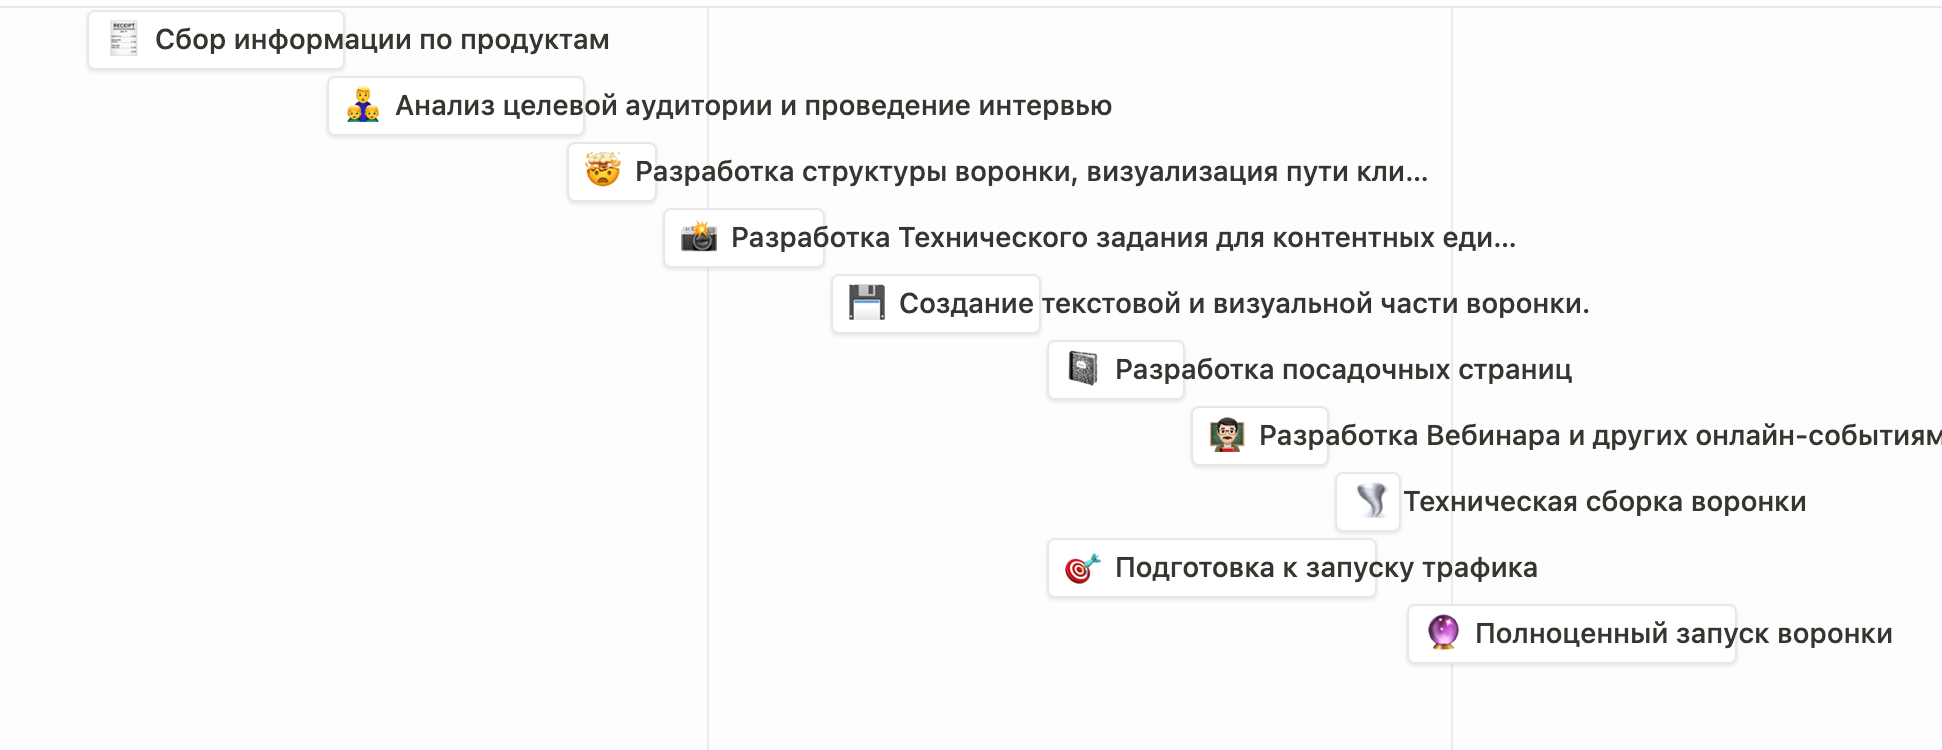 Сбор информации по продуктам
Анализ целевой аудитории и проведение интервью
Разработка структуры воронки, визуализация пути кли...
Разработка Технического задания для контентных еди...
Создание текстовой и визуальной части воронки.
Разработка посадочных страниц
Разработка Вебинара и других онлайн-событиям
Техническая сборка воронки
Подготовка к запуску трафика
Полноценный запуск воронки